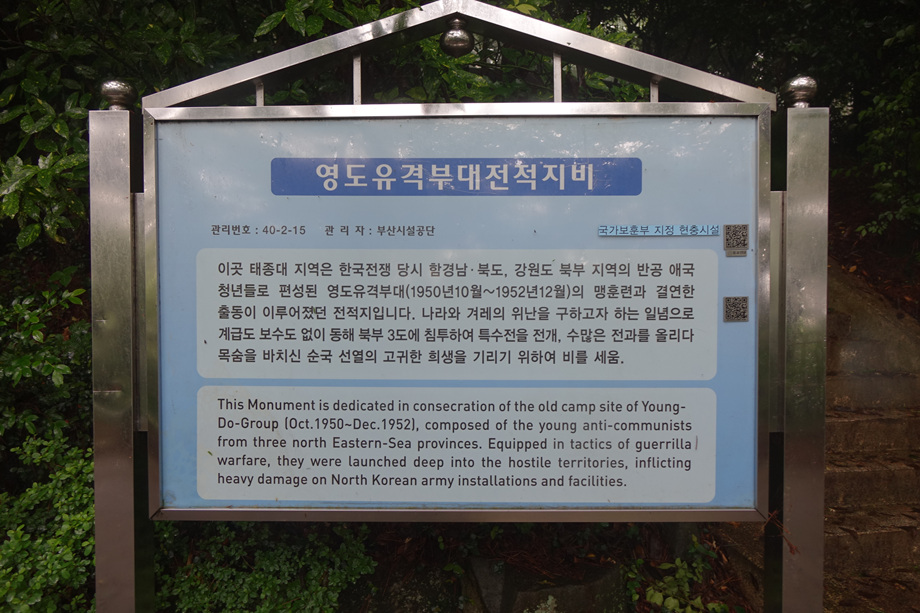 영도유격부대전적지비
관리번호 : 40-2-15 관 리 자 : 부산시설공단
국가보훈부 지정 현충시설
이곳 태종대 지역은 한국전쟁 당시 함경남·북도, 강원도 북부 지역의 반공 애국
청년들로 편성된 영도유격부대(1950년10월~1952년12월)의 맹훈련과 결연한
출동이 이루어졌던 전적지입니다. 나라와 겨레의 위난을 구하고자 하는 일념으로
계급도 보수도 없이 동해 북부 3도에 침투하여 특수전을 전개, 수많은 전과를 올리다
목숨을 바치신 순국 선열의 고귀한 희생을 기리기 위하여 비를 세움.
This Monument is dedicated in consecration of the old camp site of Young-
Do-Group (Oct.1950~Dec.1952), composed of the young anti-communists
from three north Eastern-Sea provinces. Equipped in tactics of guerrilla
warfare, they were launched deep into the hostile territories, inflicting
heavy damage on North Korean army installations and facilities.